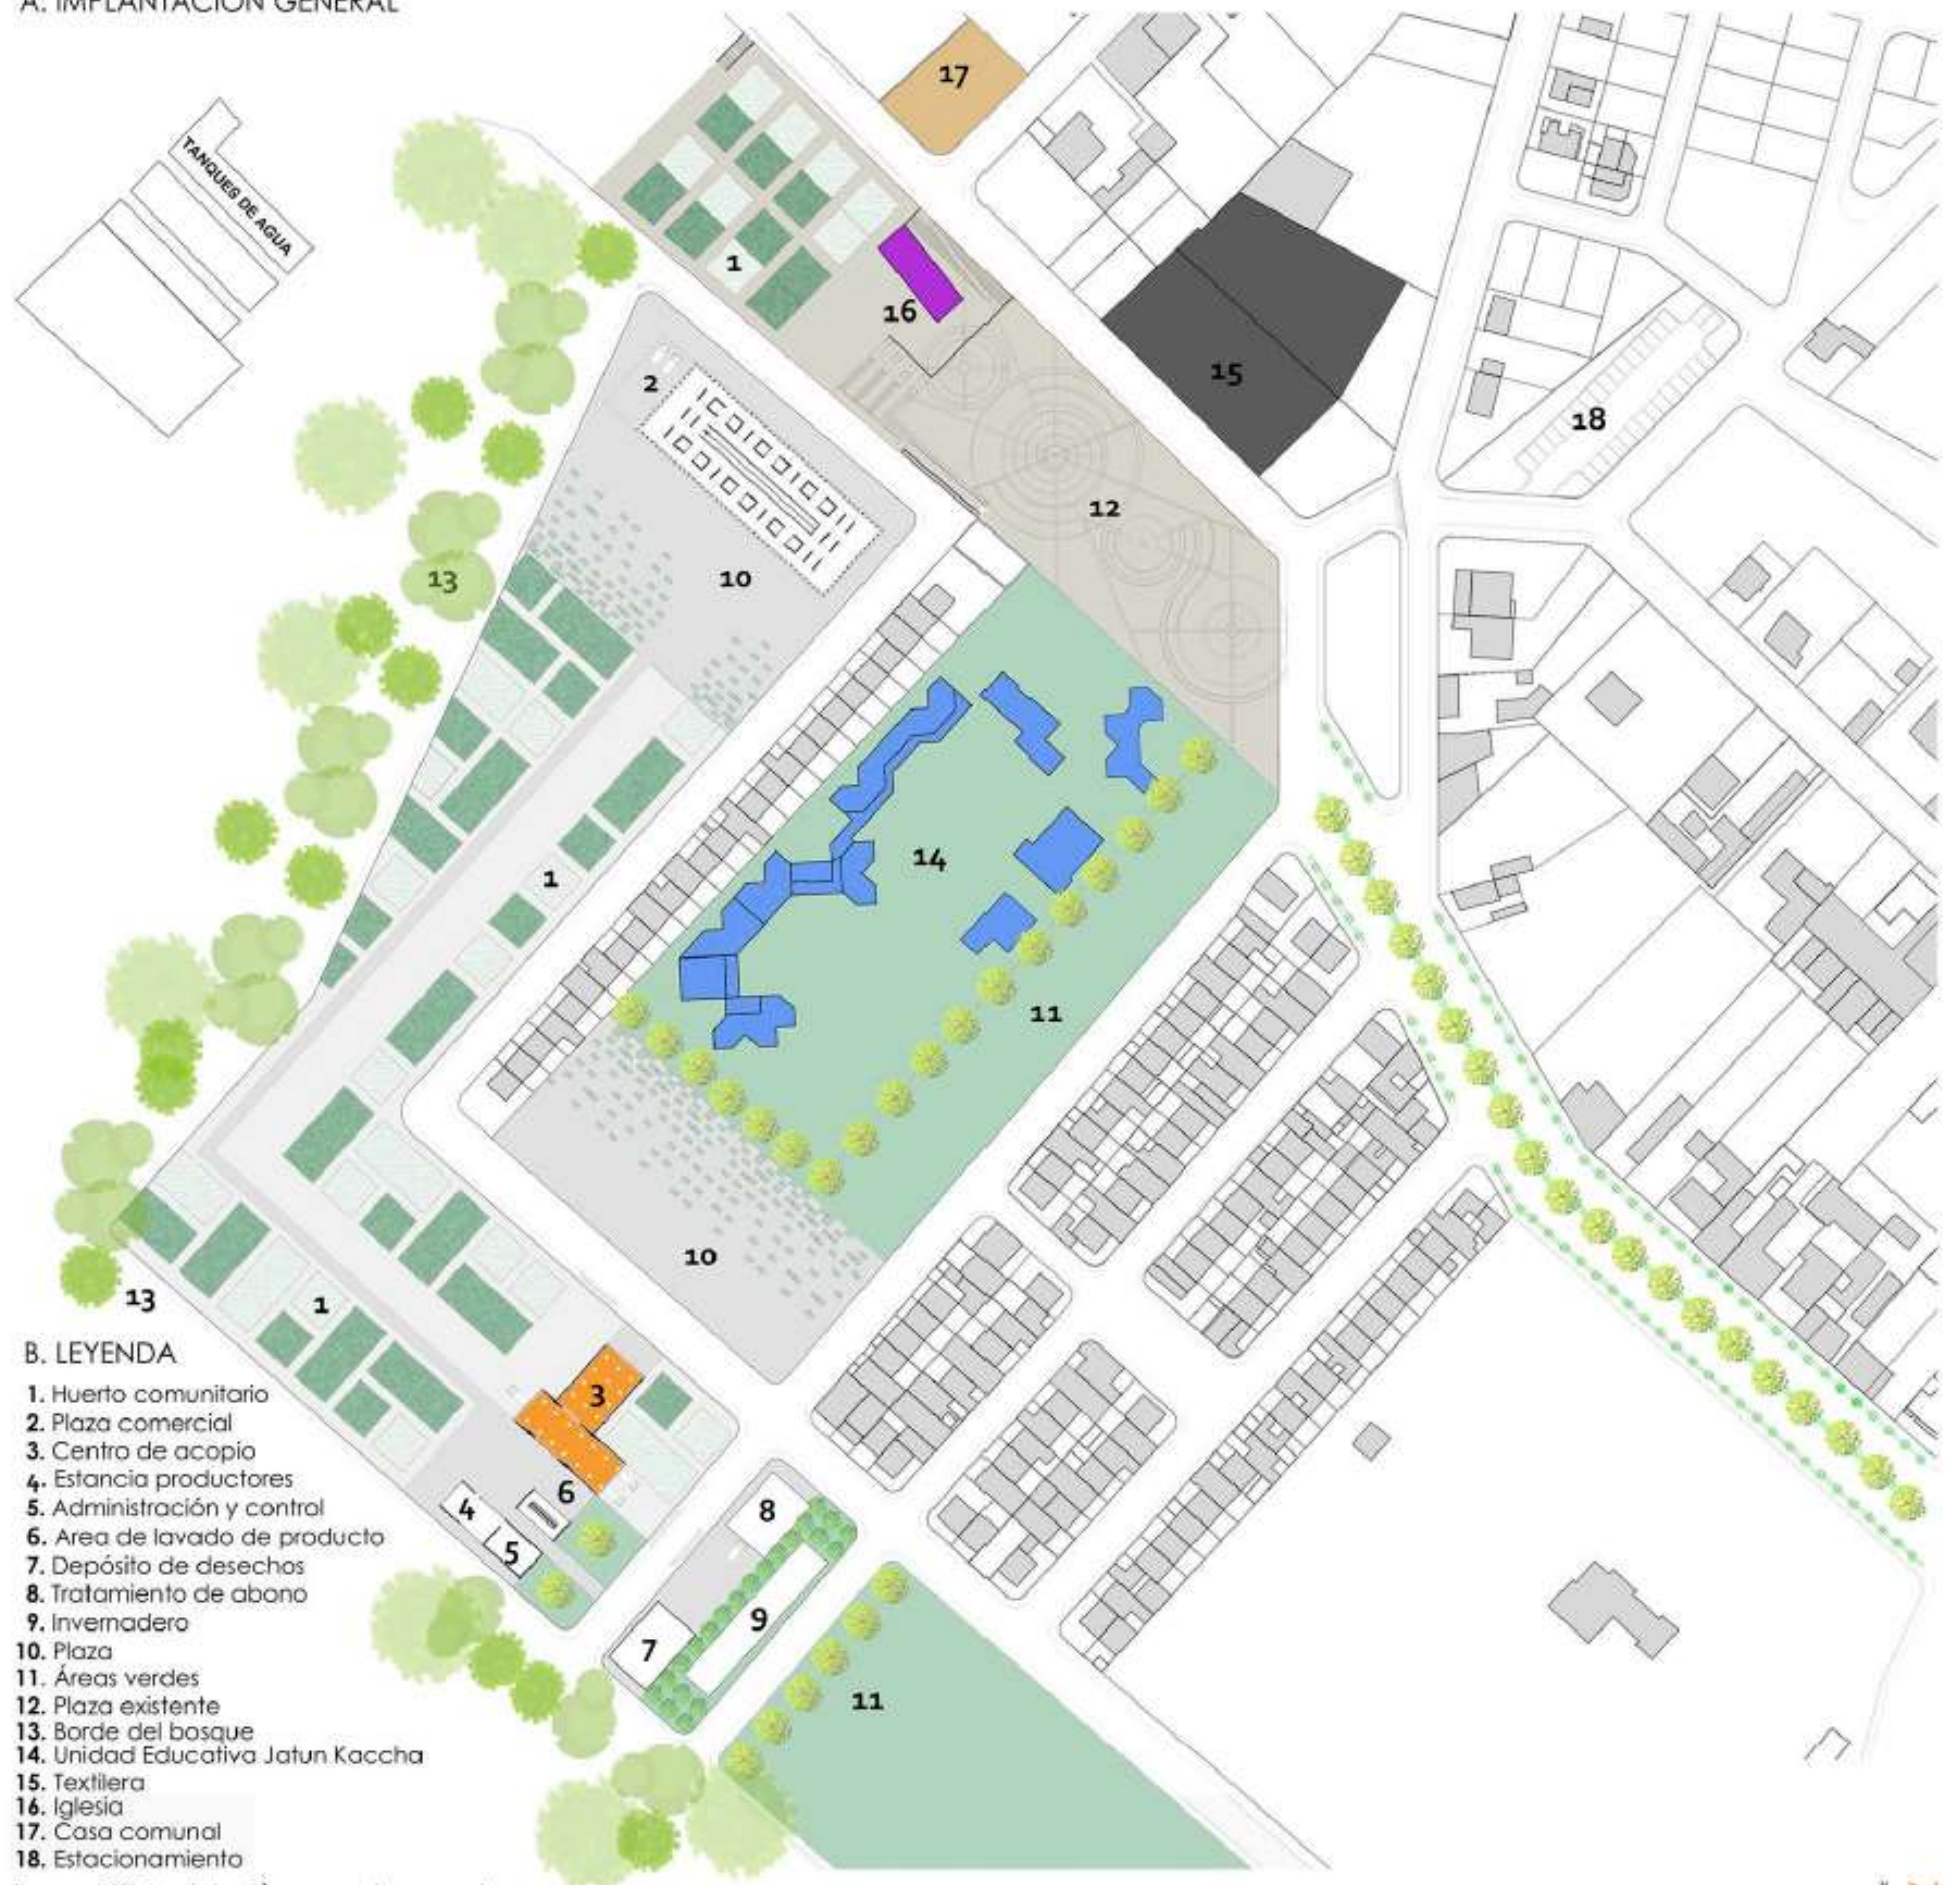 A. IMPLANTACIÓN GENERAL
17
TANQUES DE AGUA
1
16
2
15
18
12
10
13
1
14
11
10
13
1
3
6
4
5
8
9
7
11
B. LEYENDA
1. Huerto comunitario
2. Plaza comercial
3. Centro de acopio
4. Estancia productores
5. Administración y control
6. Area de lavado de producto
7. Depósito de desechos
8. Tratamiento de abono
9. Invernadero
10. Plaza
11. Áreas verdes
12. Plaza existente
13. Borde del bosque
14. Unidad Educativa Jatun Kaccha
15. Textilera
16. Iglesia
17. Casa comunal
18. Estacionamiento